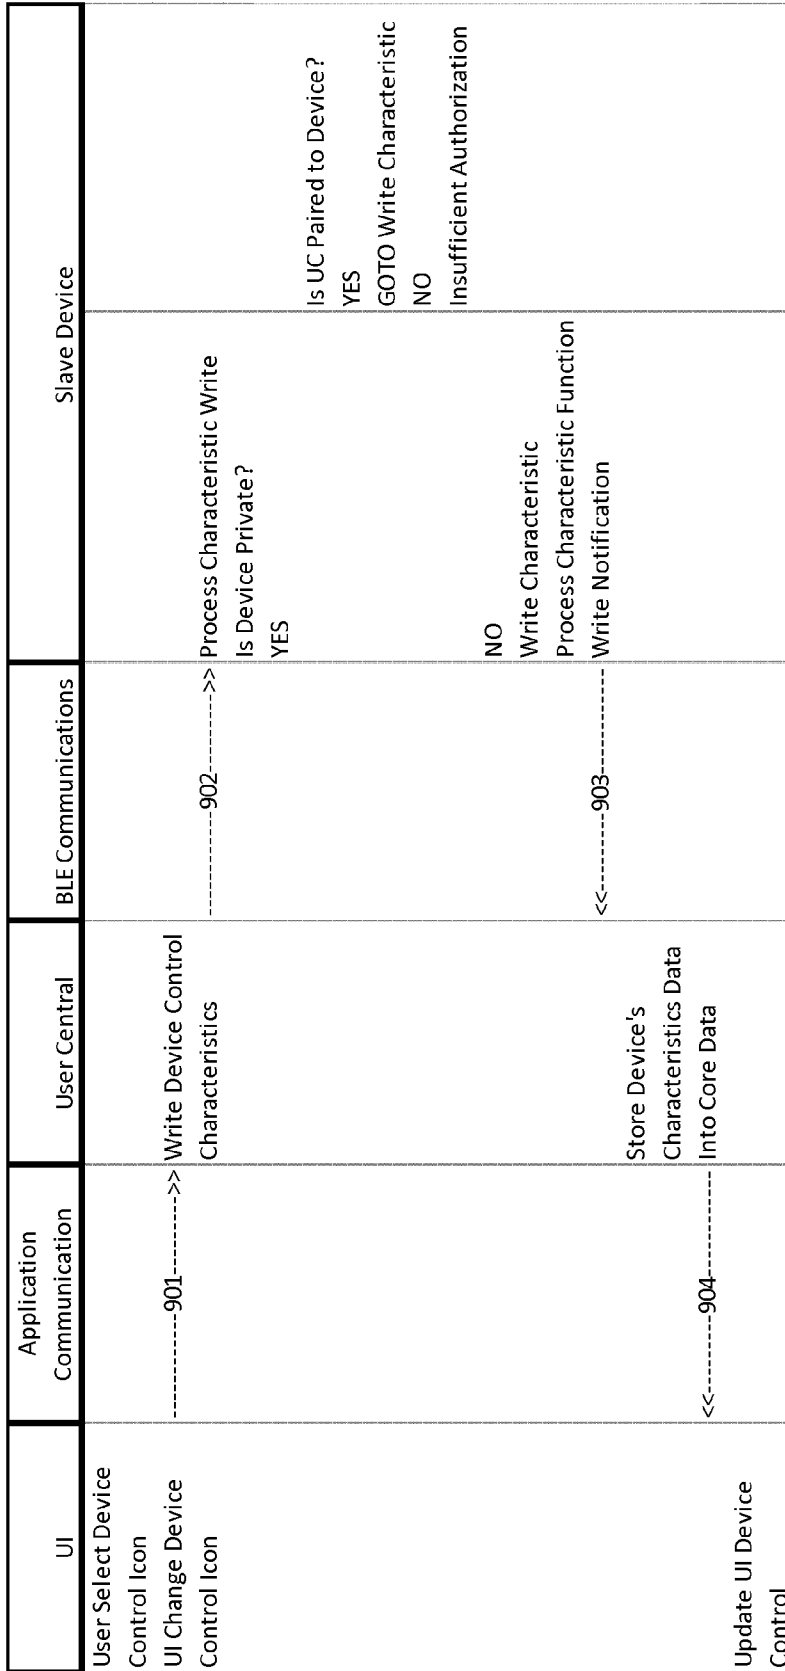 UI
Application
Communication
User Central
BLE Communications
Slave Device
User Select Device
Control Icon
UI Change Device
Control Icon
-----------901---------->>
Write Device Control
Characteristics
-----------902-------->>
Process Characteristic Write
Is Device Private?
YES
Is UC Paired to Device?
YES
GOTO Write Characteristic
NO
Insufficient Authorization
NO
Write Characteristic
Process Characteristic Function
Write Notification
<<---------903-----------
Store Device's
Characteristics Data
Into Core Data
<<--------904-----------
Update UI Device
Control